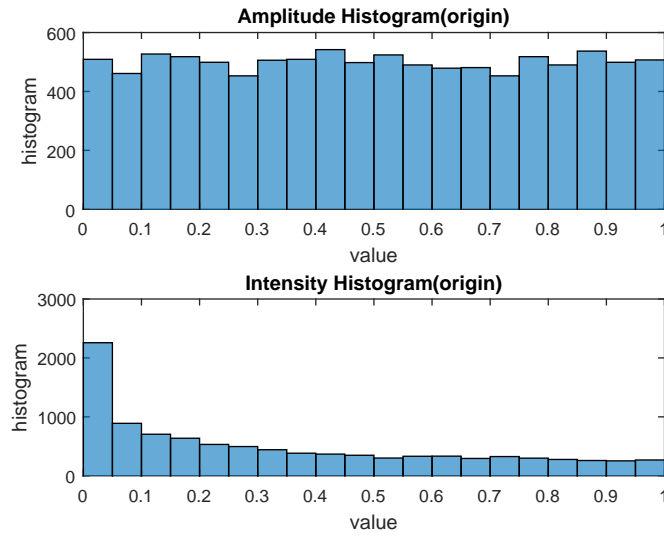 Amplitude Histogram(origin)
600
400
200
0
histogram
0 0.1 0.2 0.3 0.4 0.5 0.6 0.7 0.8 0.9 1
value
Intensity Histogram(origin)
3000
2000
1000
0
histogram
0 0.1 0.2 0.3 0.4 0.5 0.6 0.7 0.8 0.9 1
value